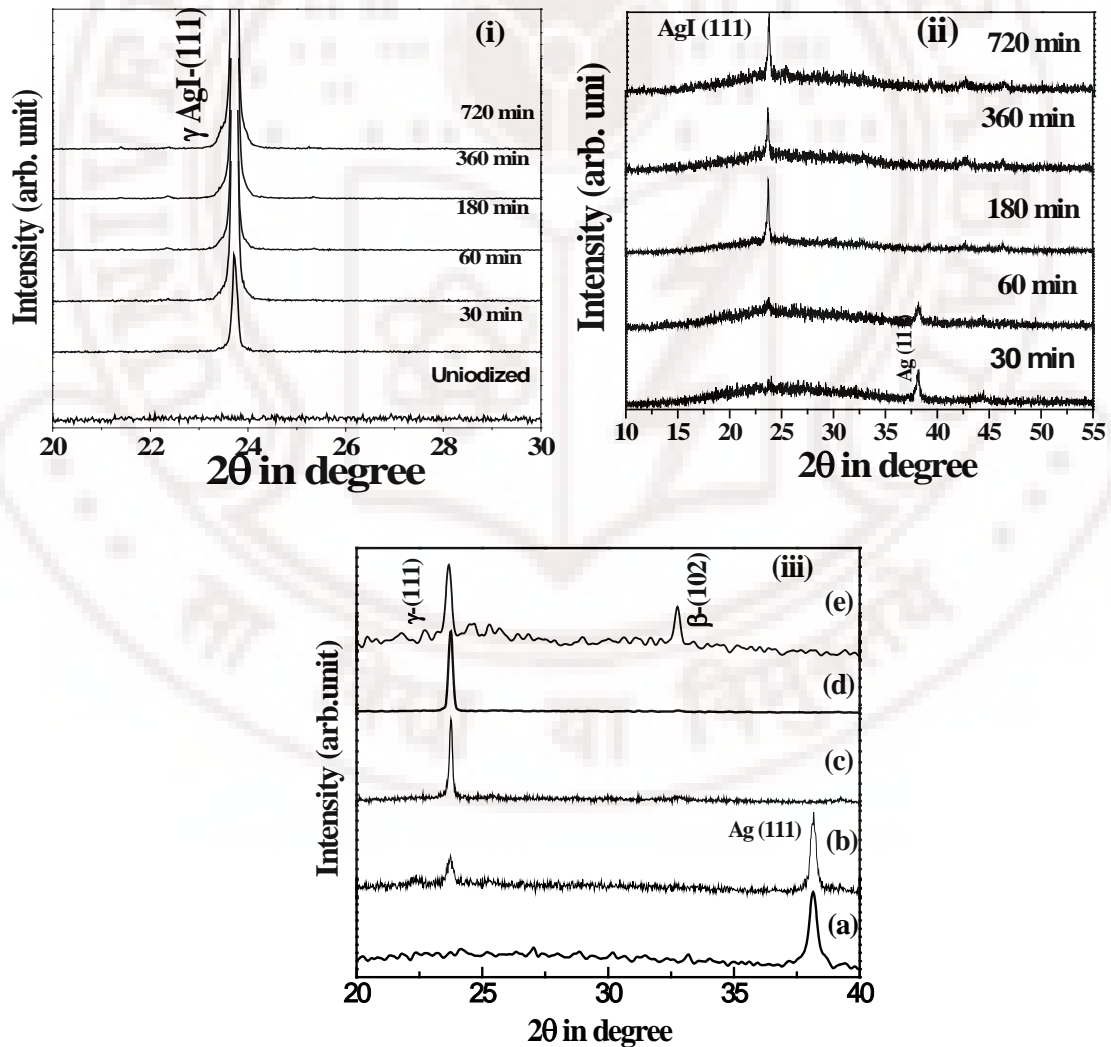 (i)
γ AgI-(111)
720 min
360 min
180 min
60 min
30 min
Uniodized
Intensity (arb. unit)
20 22 24 26 28 30
2θ in degree
(ii)
AgI (111)
720 min
360 min
180 min
60 min
Ag (111)
30 min
Intensity (arb. uni)
10 15 20 25 30 35 40 45 50 55
2θ in degree
(iii)
γ-(111)
β-(102)
(e)
(d)
(c)
Ag (111)
(b)
(a)
Intensity (arb.unit)
20 25 30 35 40
2θ in degree